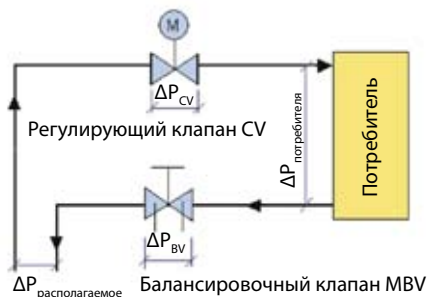 M
ΔP_CV
Регулирующий клапан CV
ΔP_потребителя
Потребитель
ΔP_BV
ΔP_располагаемое
Балансировочный клапан MBV